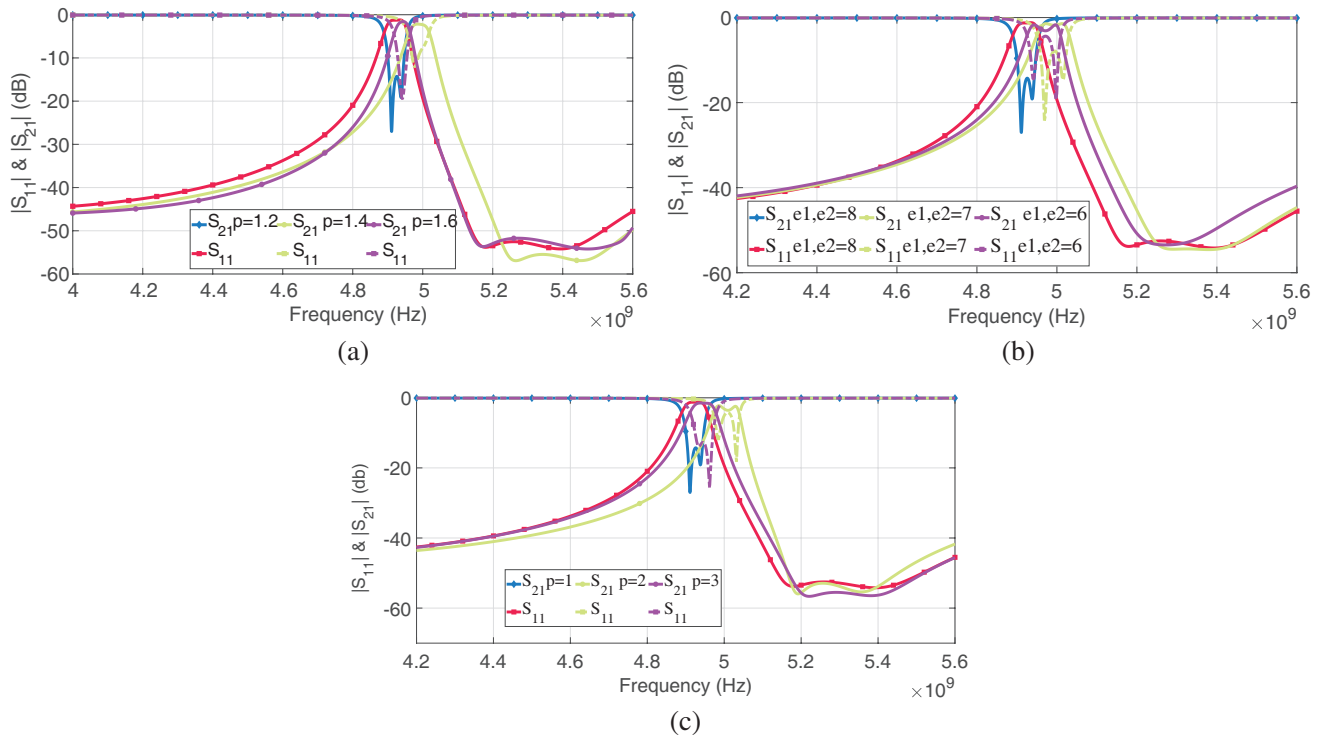 0
-10
-20
-30
-40
-50
-60
|S11| & |S21| (dB)
S21 p=1.2 S21 p=1.4 S21 p=1.6
S11 S11 S11
4 4.2 4.4 4.6 4.8 5 5.2 5.4 5.6
Frequency (Hz)
×10^9
(a)
0
-20
-40
-60
|S11| & |S21| (dB)
S21 e1,e2=8 S21 e1,e2=7 S21 e1,e2=6
S11 e1,e2=8 S11 e1,e2=7 S11 e1,e2=6
4.2 4.4 4.6 4.8 5 5.2 5.4 5.6
Frequency (Hz)
×10^9
(b)
0
-20
-40
-60
|S11| & |S21| (db)
S21 p=1 S21 p=2 S21 p=3
S11 S11 S11
4.2 4.4 4.6 4.8 5 5.2 5.4 5.6
Frequency (Hz)
×10^9
(c)